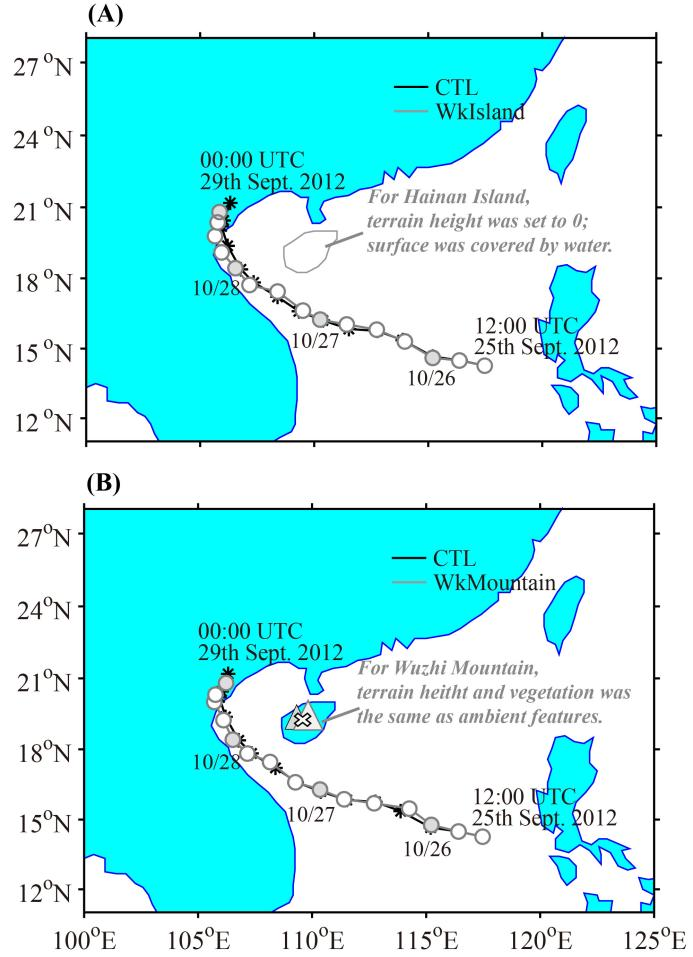 (A)
27°N
CTL
WkIsland
24°N
00:00 UTC
29th Sept. 2012
For Hainan Island,
terrain height was set to 0;
surface was covered by water.
21°N
18°N
10/28
10/27
12:00 UTC
25th Sept. 2012
15°N
10/26
12°N
(B)
27°N
CTL
WkMountain
24°N
00:00 UTC
29th Sept. 2012
For Wuzhi Mountain,
terrain heitht and vegetation was
the same as ambient features.
21°N
18°N
10/28
10/27
12:00 UTC
25th Sept. 2012
15°N
10/26
12°N
100°E 105°E 110°E 115°E 120°E 125°E